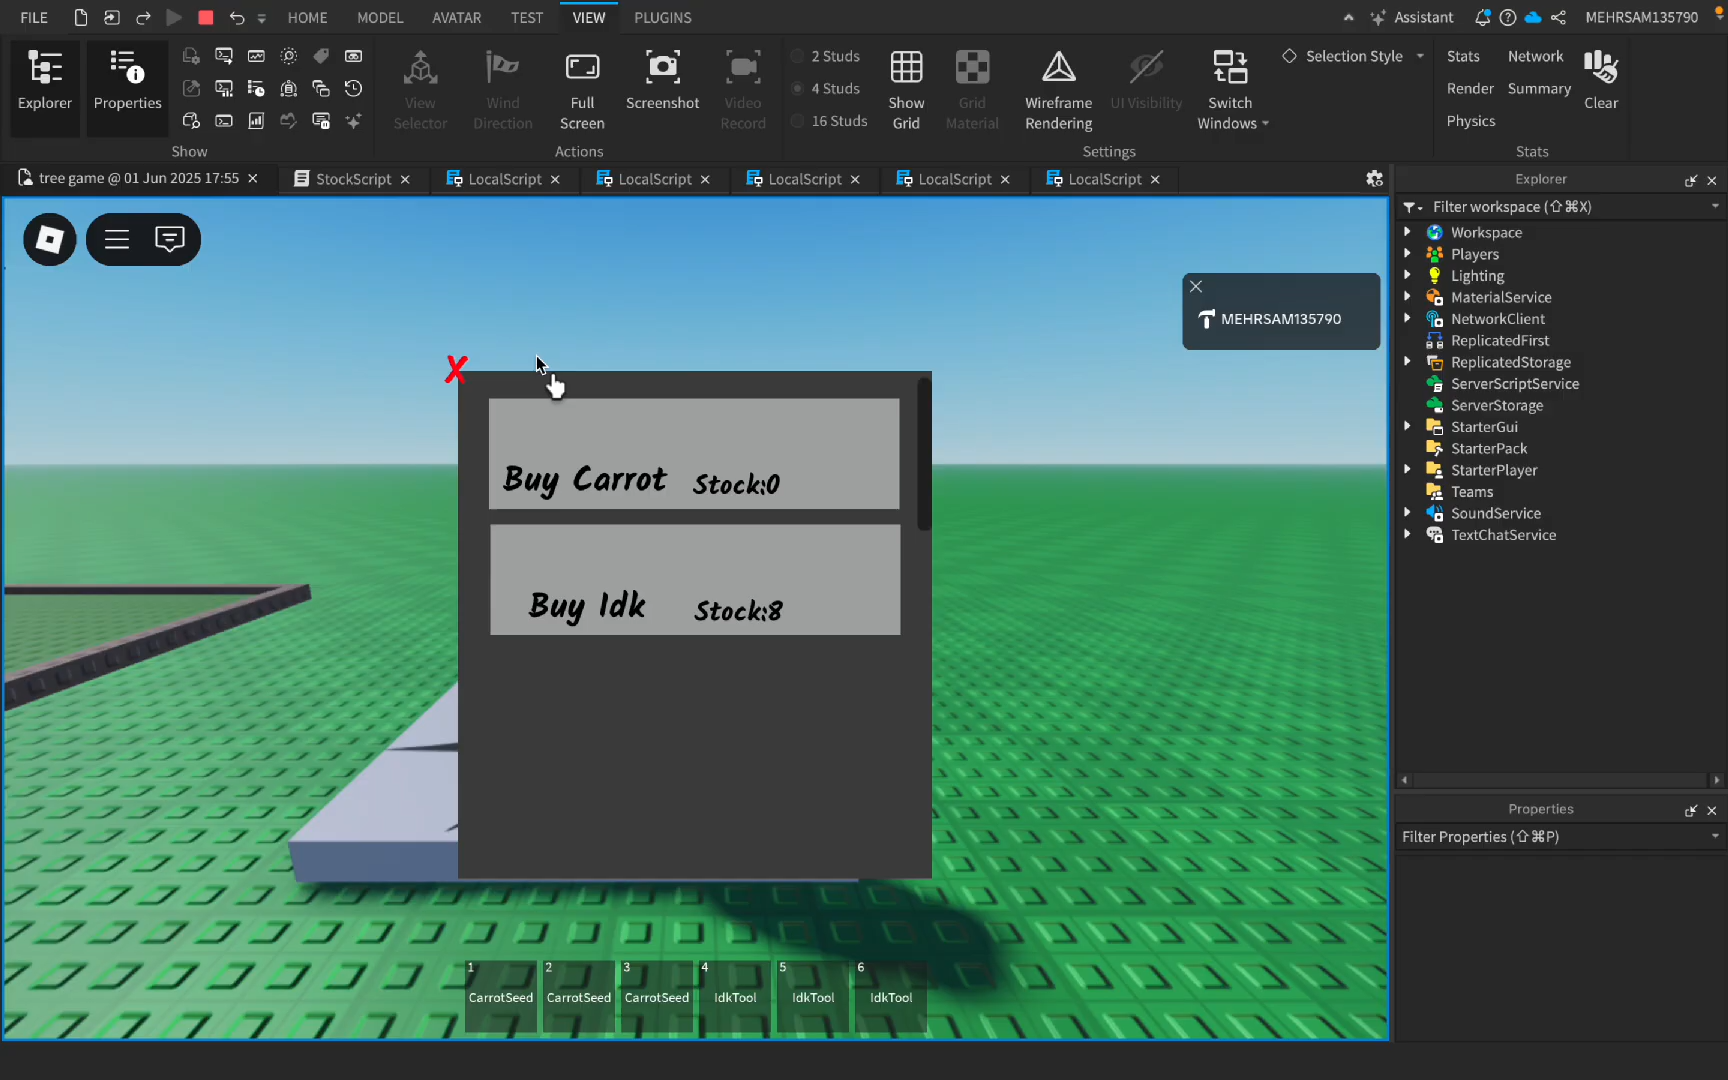 FILE HOME MODEL AVATAR TEST VIEW PLUGINS Assistant MEHRSAM135790
Explorer
Properties
Show
View Selector
Wind Direction
Full Screen
Screenshot
Video Record
Actions
2 Studs
4 Studs
16 Studs
Show Grid
Grid Material
Wireframe Rendering
UI Visibility
Switch Windows
Selection Style
Settings
Stats
Network
Render
Summary
Physics
Clear
Stats
tree game @ 01 Jun 2025 17:55
StockScript
LocalScript
LocalScript
LocalScript
LocalScript
LocalScript
MEHRSAM135790
X
Buy Carrot Stock:0
Buy Idk Stock:8
1 2 3 4 5 6
CarrotSeed CarrotSeed CarrotSeed IdkTool IdkTool IdkTool
Explorer
Filter workspace (⇧⌘X)
Workspace
Players
Lighting
MaterialService
NetworkClient
ReplicatedFirst
ReplicatedStorage
ServerScriptService
ServerStorage
StarterGui
StarterPack
StarterPlayer
Teams
SoundService
TextChatService
Properties
Filter Properties (⇧⌘P)